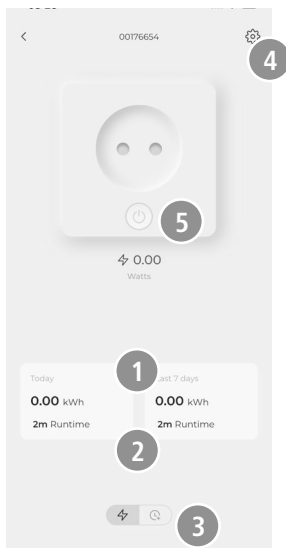 00176654
4
5
0.00
Watts
1
Today
Last 7 days
0.00 kWh
0.00 kWh
2m Runtime
2m Runtime
2
3